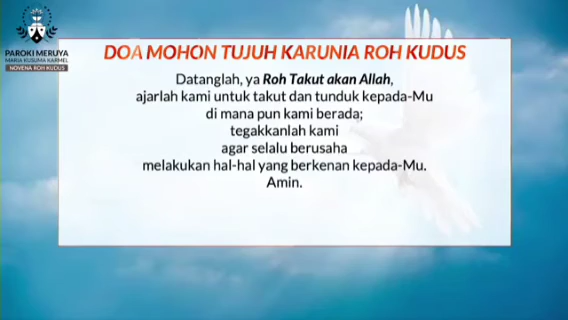 PAROKI MERUYA
MARIA KUSUMA KARMEL
NOVENA ROH KUDUS
DOA MOHON TUJUH KARUNIA ROH KUDUS
Datanglah, ya Roh Takut akan Allah,
ajarlah kami untuk takut dan tunduk kepada-Mu
di mana pun kami berada;
tegakkanlah kami
agar selalu berusaha
melakukan hal-hal yang berkenan kepada-Mu.
Amin.